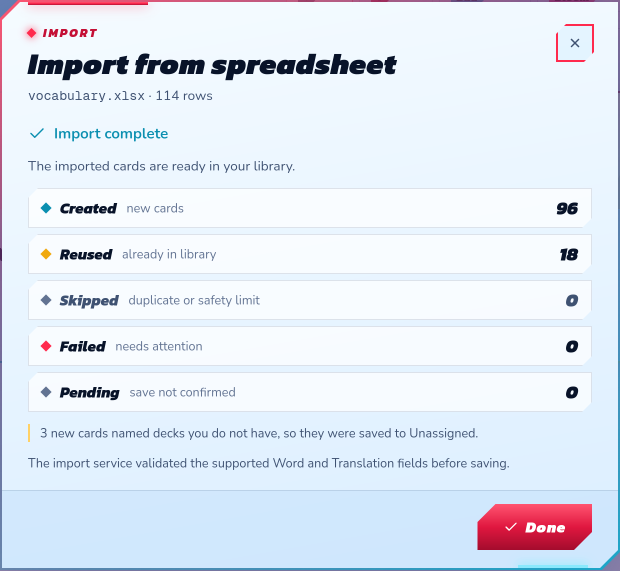 IMPORT
Import from spreadsheet
vocabulary.xlsx · 114 rows
Import complete
The imported cards are ready in your library.
Created new cards 96
Reused already in library 18
Skipped duplicate or safety limit 0
Failed needs attention 0
Pending save not confirmed 0
3 new cards named decks you do not have, so they were saved to Unassigned.
The import service validated the supported Word and Translation fields before saving.
Done